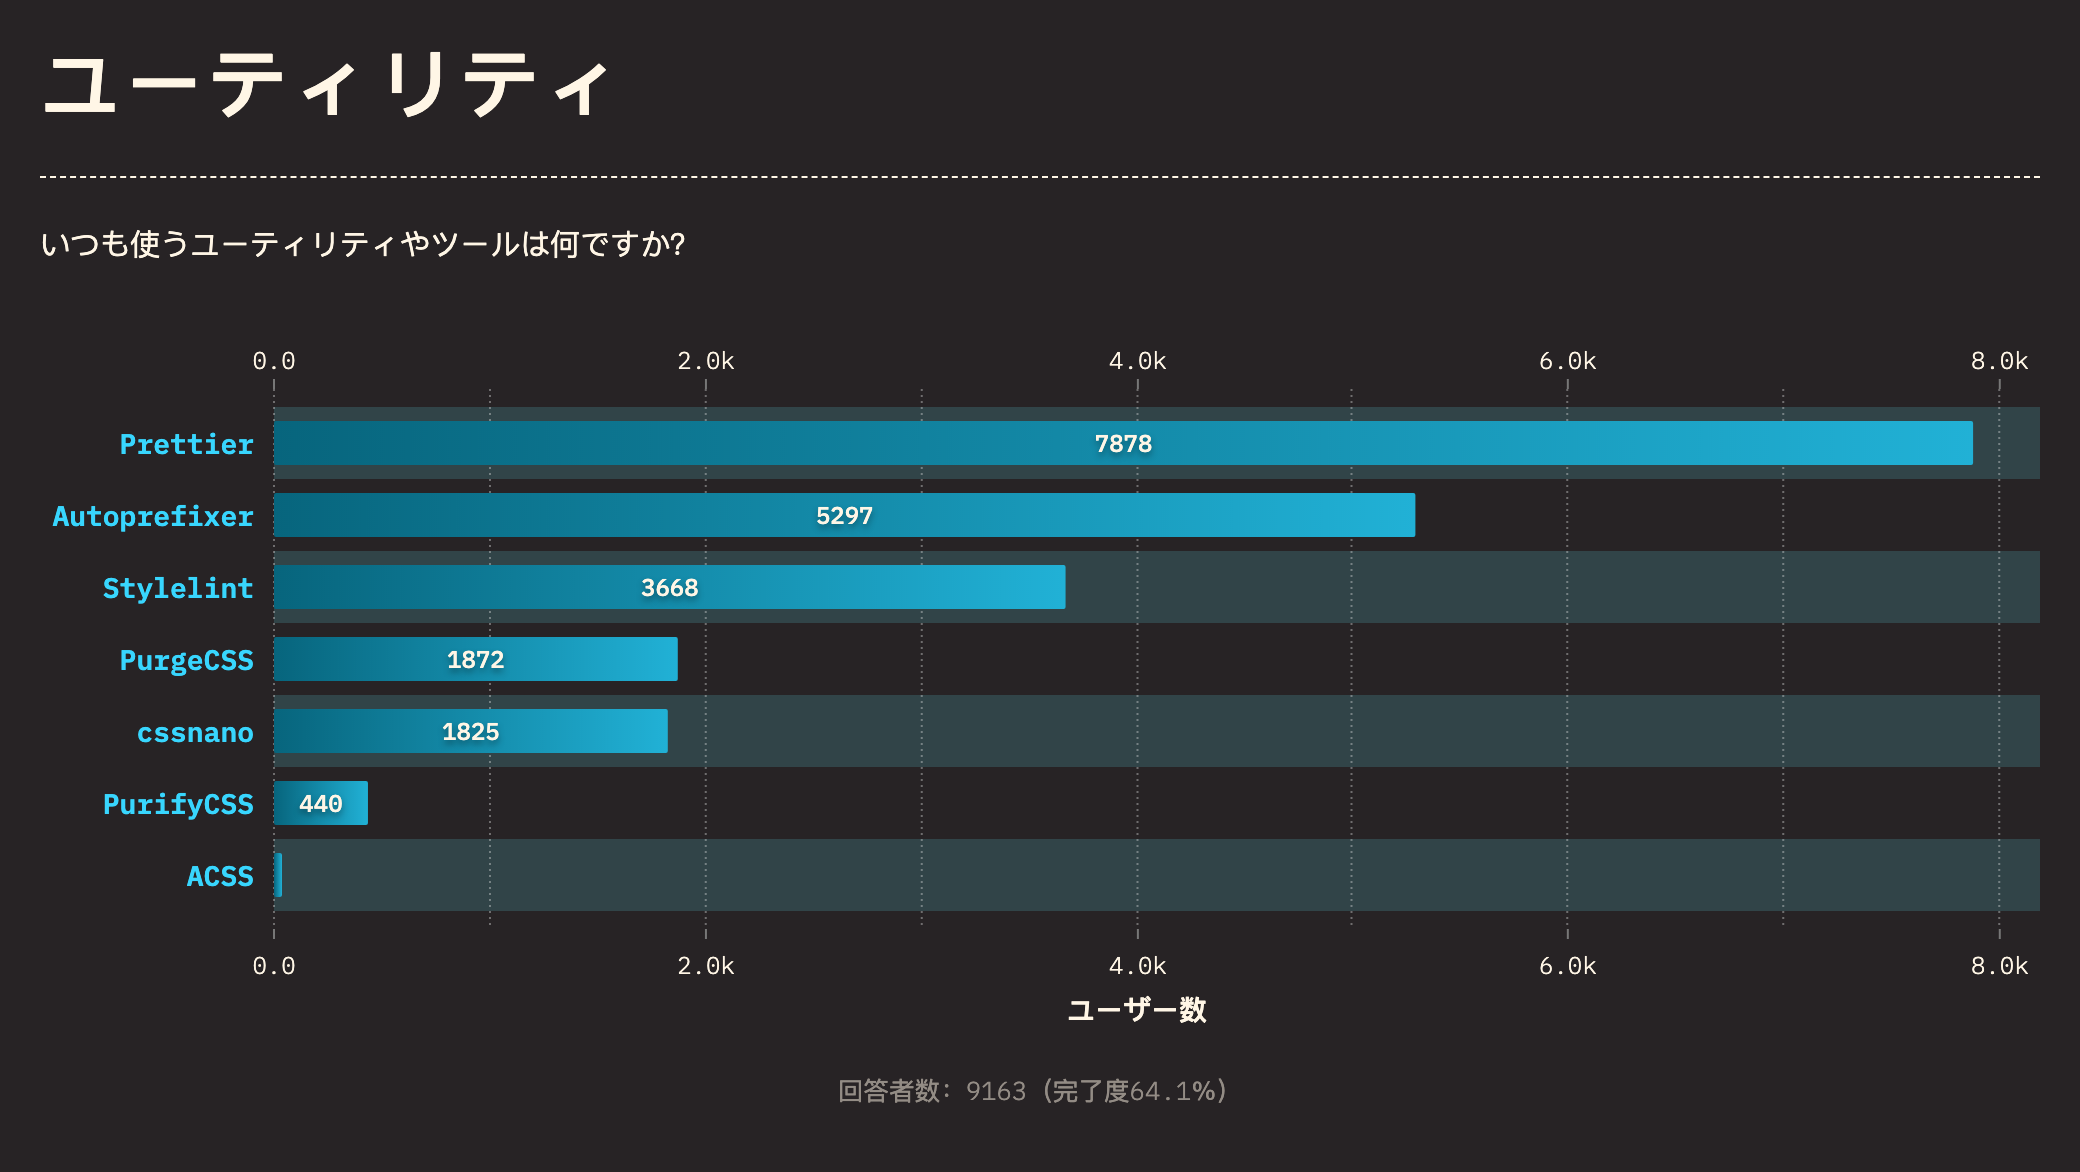 ユーティリティ
いつも使うユーティリティやツールは何ですか?
0.0 2.0k 4.0k 6.0k 8.0k
Prettier 7878
Autoprefixer 5297
Stylelint 3668
PurgeCSS 1872
cssnano 1825
PurifyCSS 440
ACSS
0.0 2.0k 4.0k 6.0k 8.0k
ユーザー数
回答者数: 9163 (完了度64.1%)